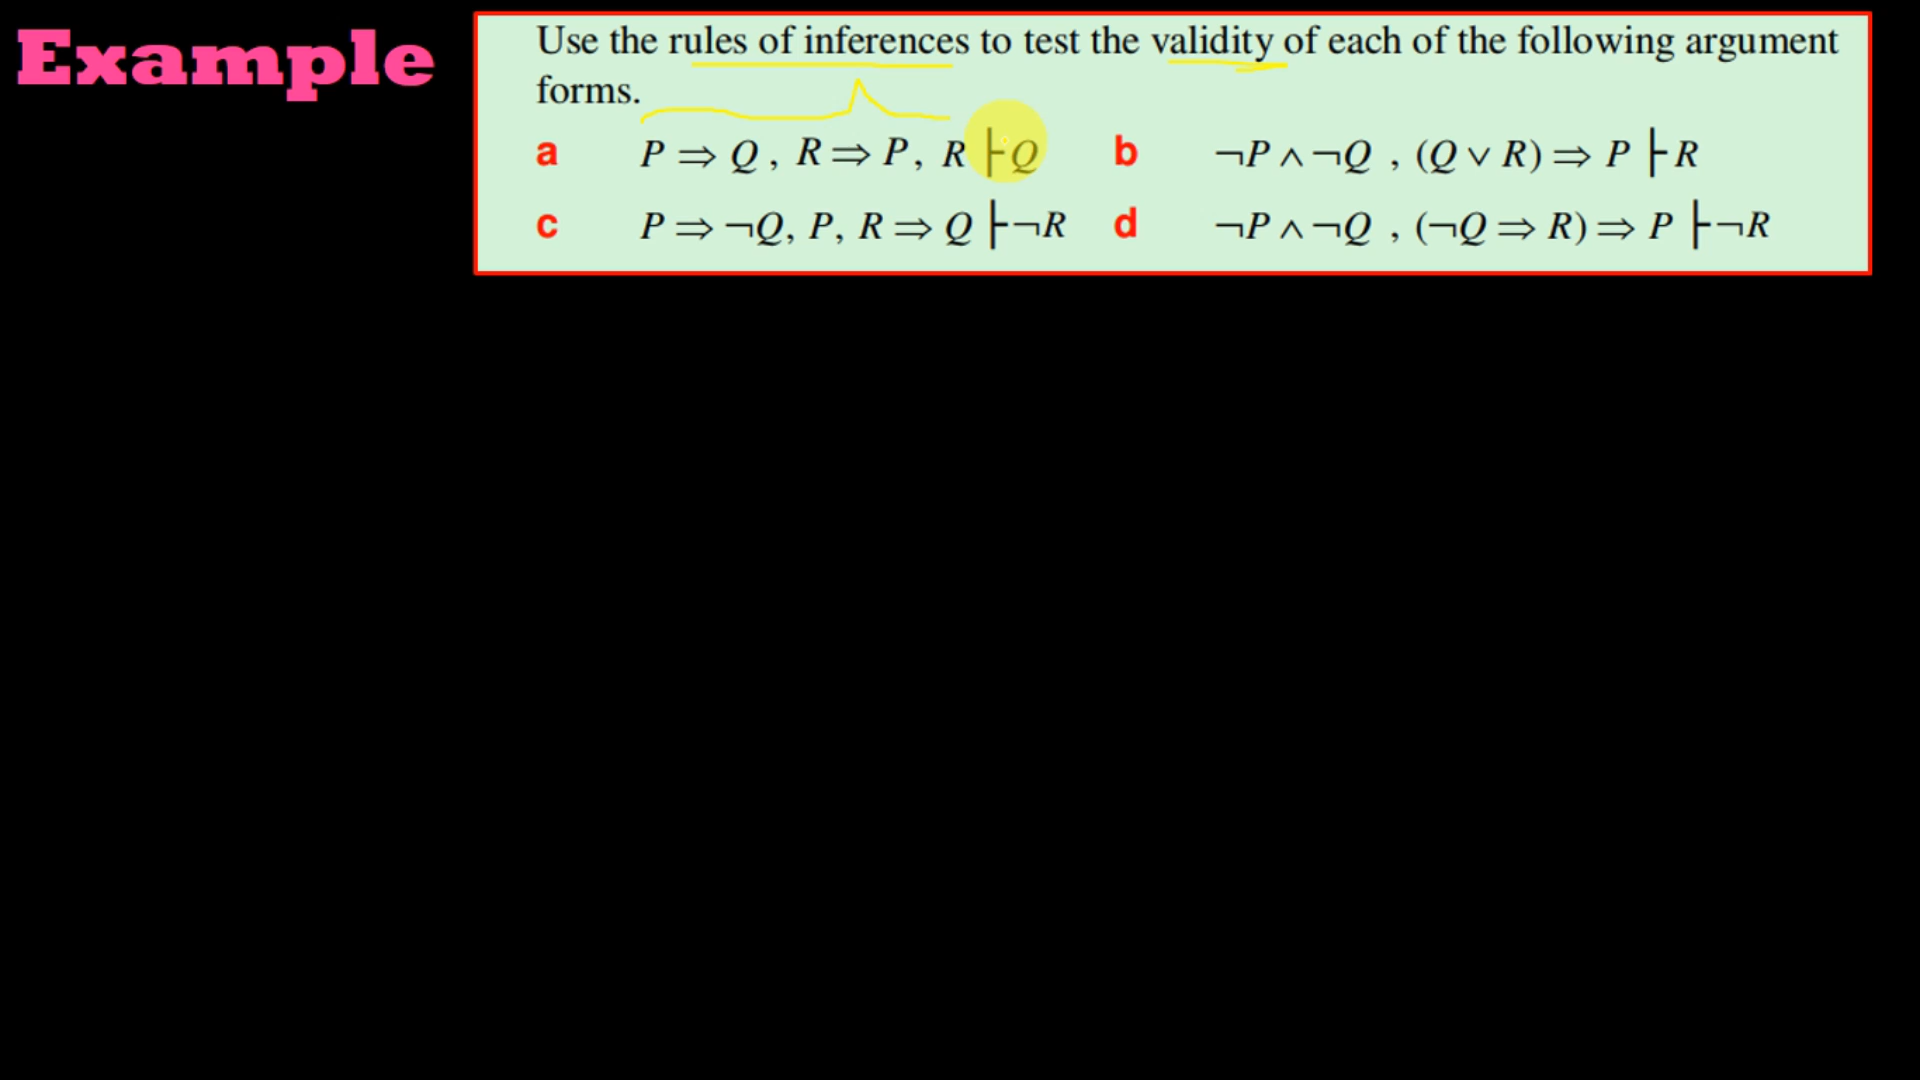 Example
Use the rules of inferences to test the validity of each of the following argument
forms.
a P ⇒ Q , R ⇒ P, R ├ Q b ¬P ∧ ¬Q , (Q ∨ R) ⇒ P ├ R
c P ⇒ ¬Q, P, R ⇒ Q ├ ¬R d ¬P ∧ ¬Q , (¬Q ⇒ R) ⇒ P ├ ¬R